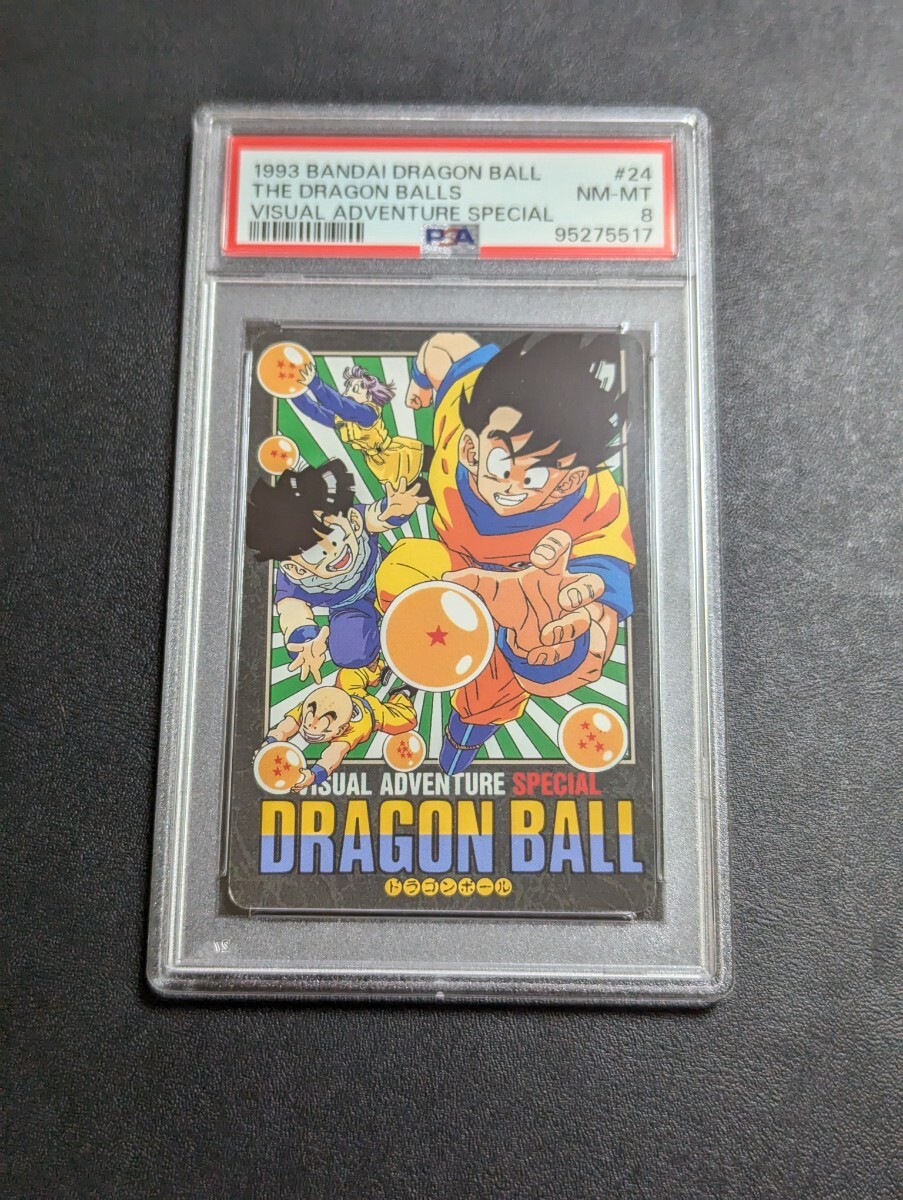 1993 BANDAI DRAGON BALL #24
THE DRAGON BALLS NM-MT
VISUAL ADVENTURE SPECIAL 8
PSA 95275517
VISUAL ADVENTURE SPECIAL
DRAGON BALL
ドラゴンボール